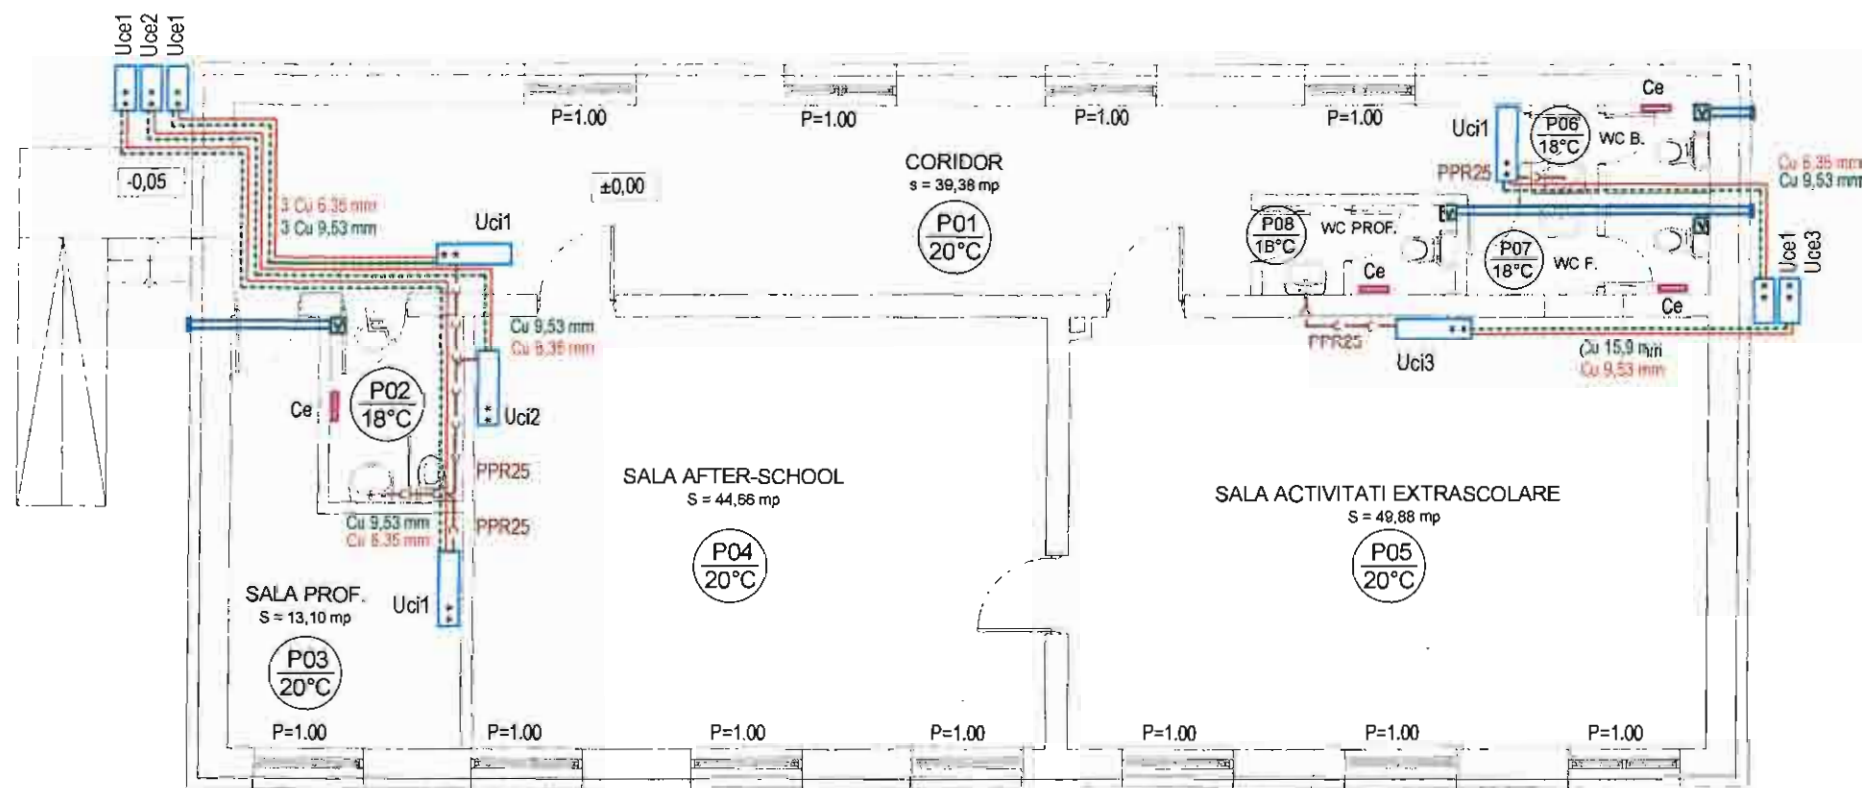 Uce1
Uce2
Uce1
P=1.00
P=1.00
P=1.00
P=1.00
Ce
Uci1
P06
18°C
WC B.
PPR25
Cu 6,35 mm
Cu 9,53 mm
-0,05
±0,00
CORIDOR
s = 39,38 mp
P01
20°C
3 Cu 6.35 mm
3 Cu 9,53 mm
Uci1
P08
18°C
WC PROF.
P07
18°C
WC F.
Ce
Ce
Uce1
Uce3
Cu 9,53 mm
Cu 6,35 mm
PPR25
Uci3
Cu 15,9 mm
Cu 9,53 mm
P02
18°C
Ce
Uci2
PPR25
SALA AFTER-SCHOOL
S = 44,66 mp
P04
20°C
SALA ACTIVITATI EXTRASCOLARE
S = 49,88 mp
P05
20°C
Cu 9,53 mm
Cu 6.35 mm
PPR25
SALA PROF.
S = 13,10 mp
Uci1
P03
20°C
P=1.00
P=1.00
P=1.00
P=1.00
P=1.00
P=1.00
P=1.00